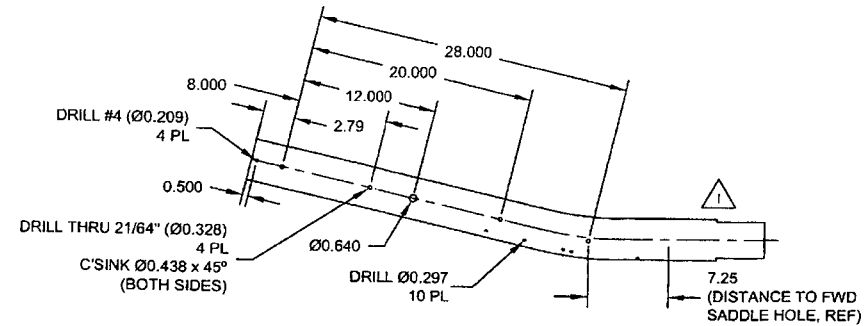 28.000
20.000
8.000
12.000
DRILL #4 (Ø0.209)
4 PL
2.79
0.500
DRILL THRU 21/64" (Ø0.328)
4 PL
C'SINK Ø0.438 x 45º
(BOTH SIDES)
Ø0.640
DRILL Ø0.297
10 PL
1
7.25
(DISTANCE TO FWD
SADDLE HOLE, REF)